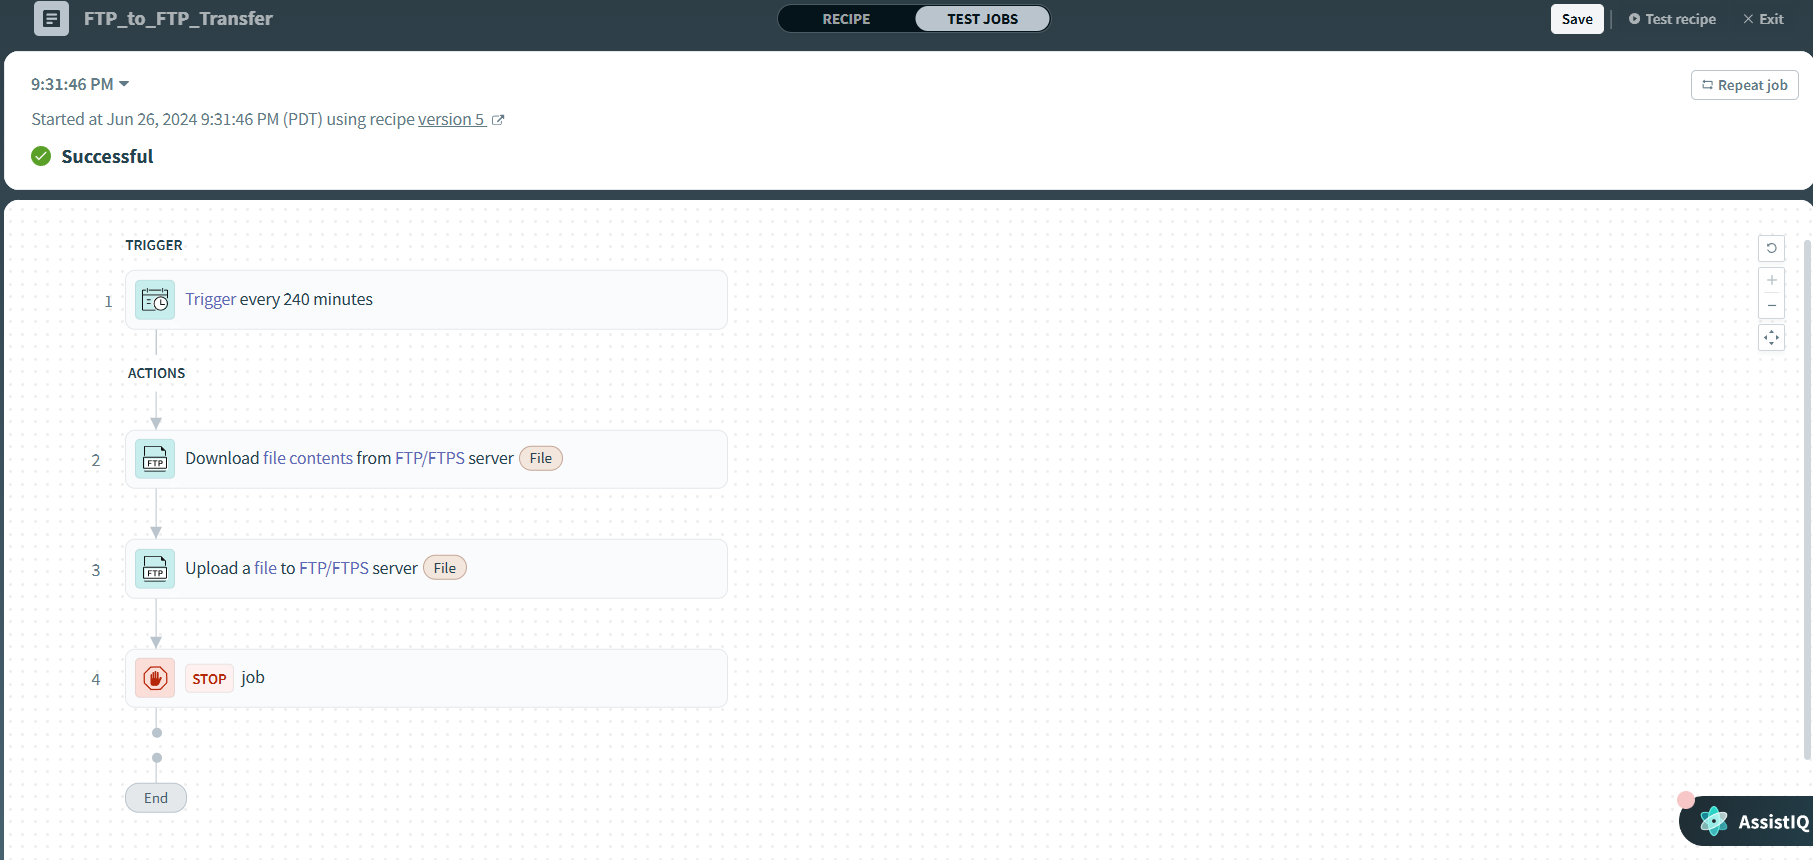 FTP_to_FTP_Transfer
RECIPE
TEST JOBS
Save
Test recipe
Exit
9:31:46 PM
Repeat job
Started at Jun 26, 2024 9:31:46 PM (PDT) using recipe version 5
Successful
TRIGGER
1
Trigger every 240 minutes
ACTIONS
2
FTP
Download file contents from FTP/FTPS server File
3
FTP
Upload a file to FTP/FTPS server File
4
STOP job
End
AssistIQ